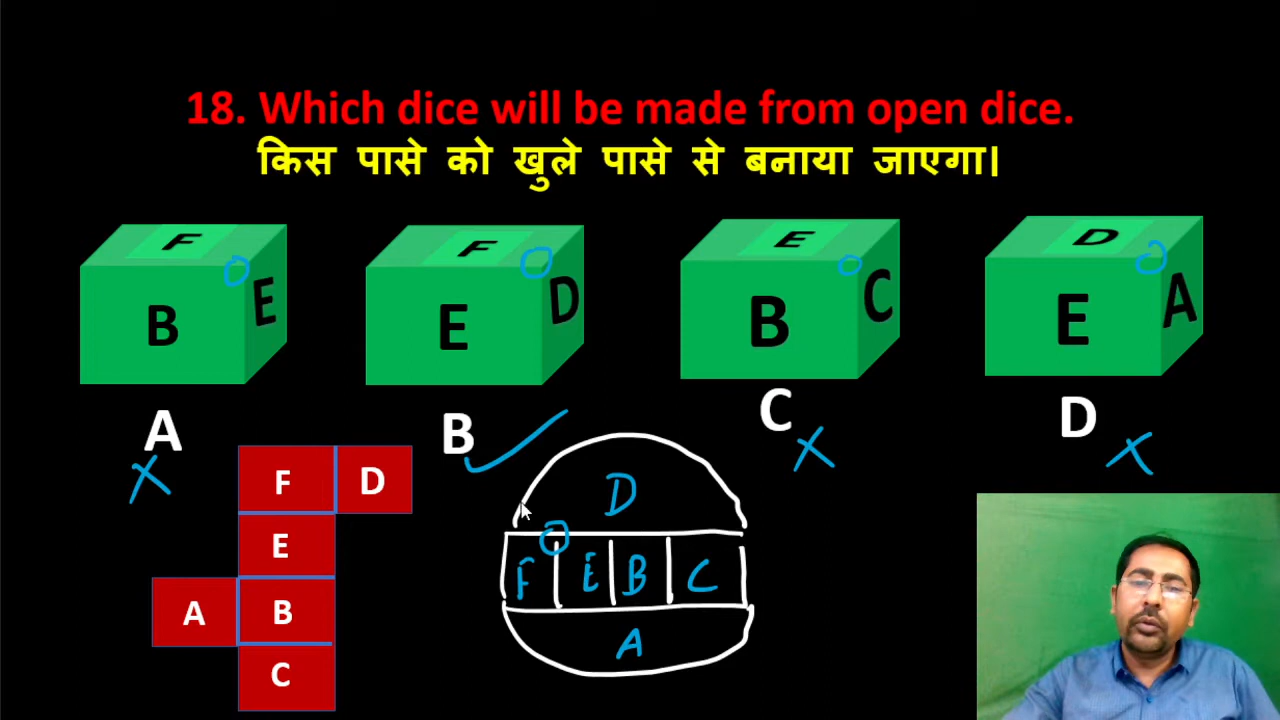 18. Which dice will be made from open dice.
किस पासे को खुले पासे से बनाया जाएगा।
F
B E
F
E D
E
B C
D
E A
A
B
C
D
F D
E
A B
C
D
F E B C
A